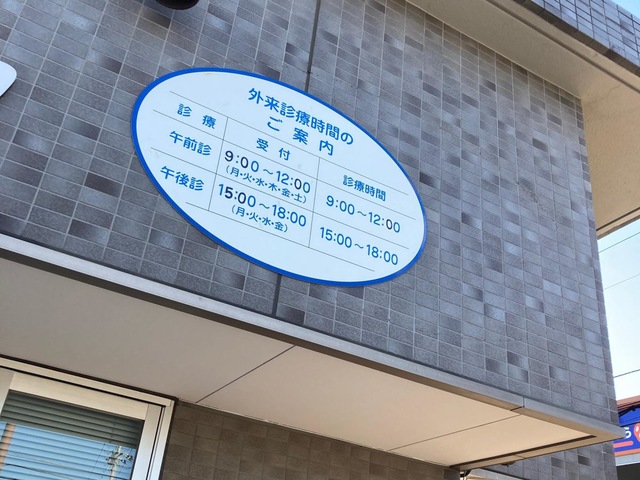 外来診療時間の
ご案内
診療 受付 診療時間
午前診 9:00～12:00 9:00～12:00
(月・火・水・木・金・土)
午後診 15:00～18:00 15:00～18:00
(月・火・水・金)